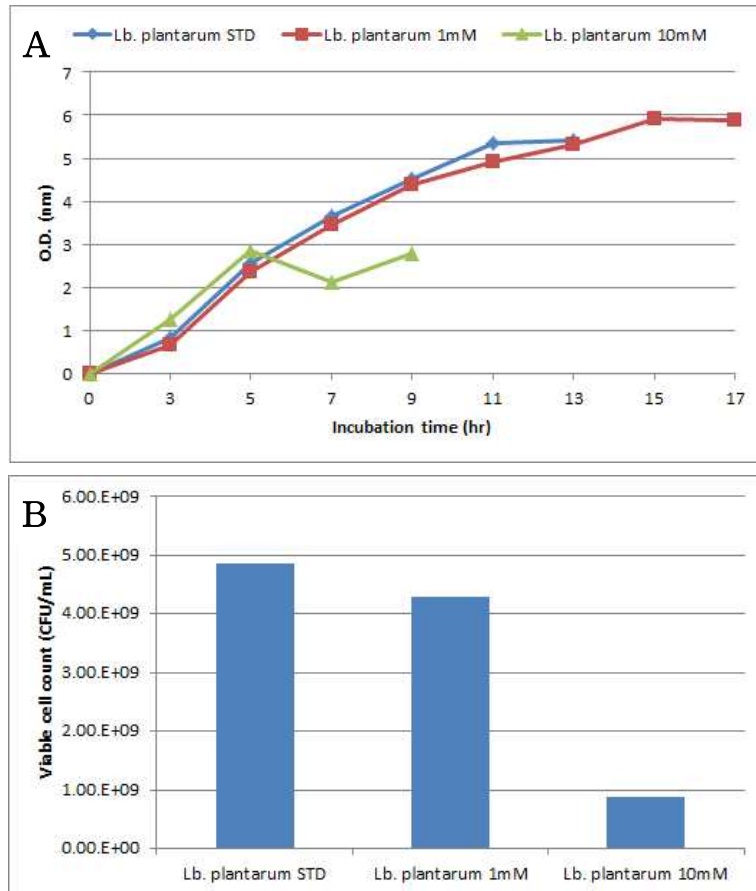 A
Lb. plantarum STD Lb. plantarum 1mM Lb. plantarum 10mM
7
6
5
4
3
2
1
0
O.D. (nm)
0 3 5 7 9 11 13 15 17
Incubation time (hr)
B
6.00.E+09
5.00.E+09
4.00.E+09
3.00.E+09
2.00.E+09
1.00.E+09
0.00.E+00
Viable cell count (CFU/mL)
Lb. plantarum STD Lb. plantarum 1mM Lb. plantarum 10mM